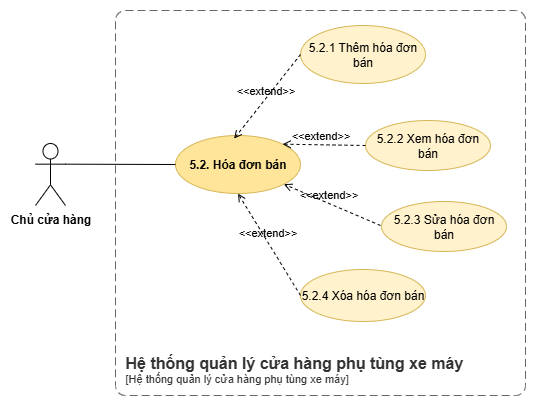 5.2.1 Thêm hóa đơn
bán
<<extend>>
5.2.2 Xem hóa đơn
bán
<<extend>>
5.2. Hóa đơn bán
<<extend>>
Chủ cửa hàng
5.2.3 Sửa hóa đơn
bán
<<extend>>
5.2.4 Xóa hóa đơn bán
Hệ thống quản lý cửa hàng phụ tùng xe máy
[Hệ thống quản lý cửa hàng phụ tùng xe máy]